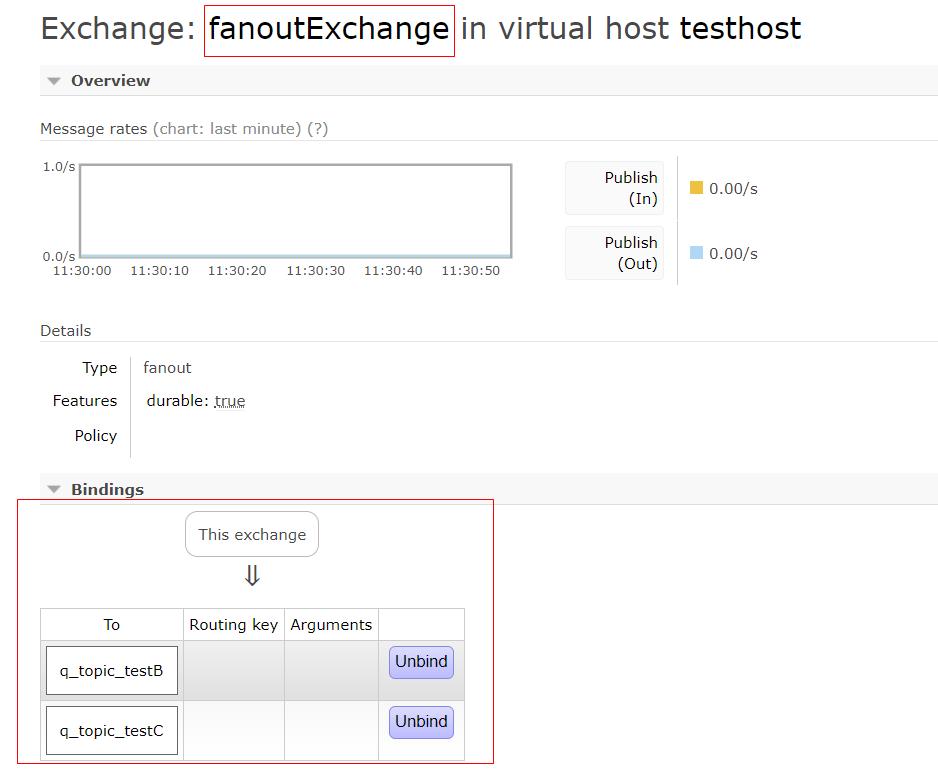 Exchange: fanoutExchange in virtual host testhost
Overview
Message rates (chart: last minute) (?)
1.0/s
0.0/s
11:30:00 11:30:10 11:30:20 11:30:30 11:30:40 11:30:50
Publish
(In)
0.00/s
Publish
(Out)
0.00/s
Details
Type fanout
Features durable: true
Policy
Bindings
This exchange
⇓
To Routing key Arguments
q_topic_testB Unbind
q_topic_testC Unbind